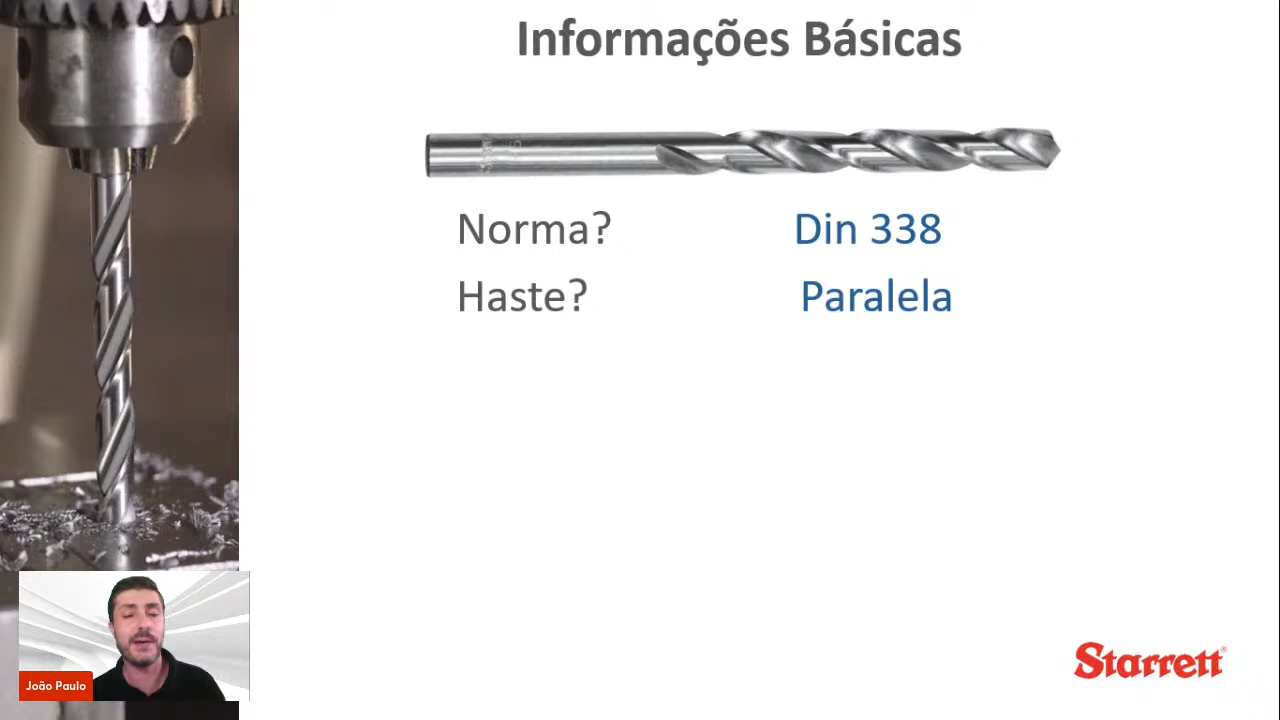 Informações Básicas
Norma? Din 338
Haste? Paralela
João Paulo
Starrett®